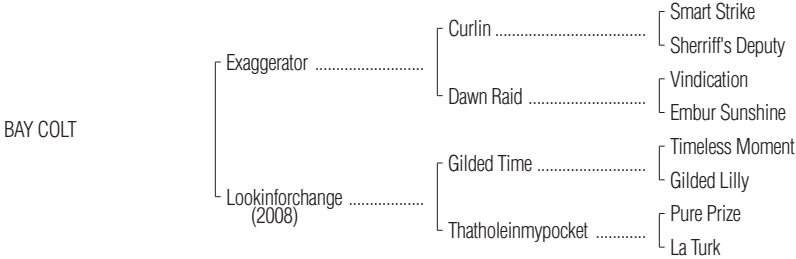 Smart Strike
Curlin ....................................
Sherriff's Deputy
Exaggerator ..........................
Vindication
Dawn Raid ............................
Embur Sunshine
BAY COLT
Timeless Moment
Gilded Time ..........................
Gilded Lilly
Lookinforchange ..................
(2008)
Pure Prize
Thatholeinmypocket ............
La Turk